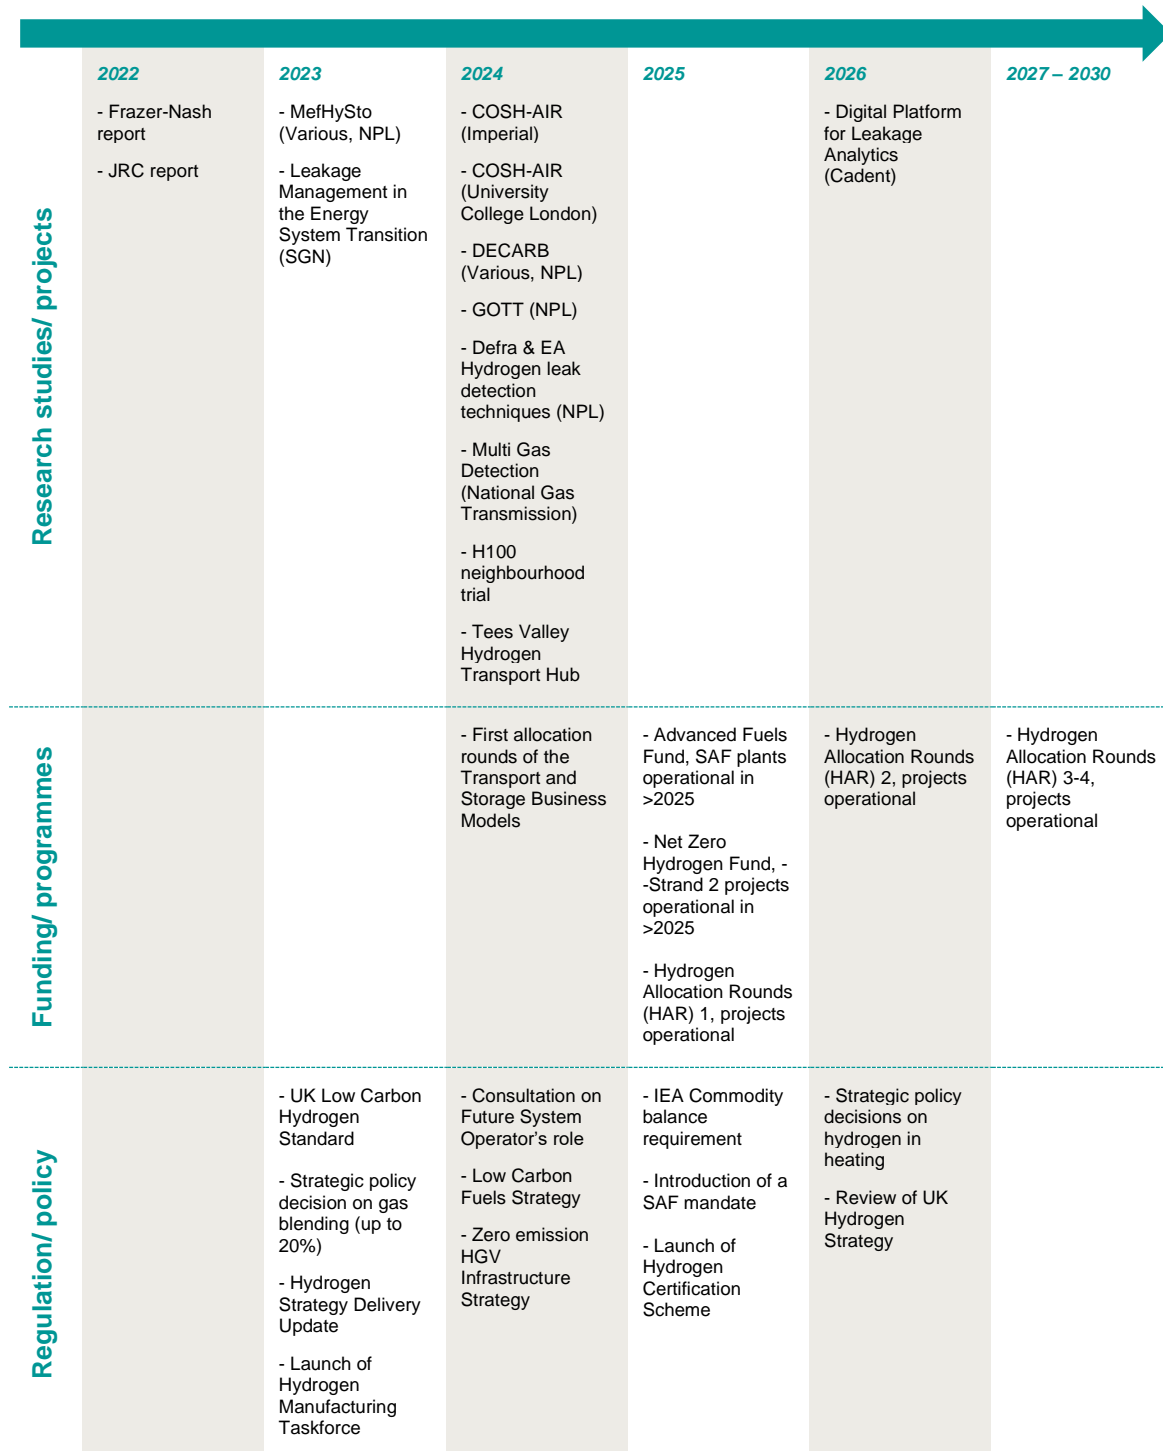 2022
2023
2024
2025
2026
2027 – 2030
Research studies/ projects
- Frazer-Nash
report
- JRC report
- MefHySto
(Various, NPL)
- Leakage
Management in
the Energy
System Transition
(SGN)
- COSH-AIR
(Imperial)
- COSH-AIR
(University
College London)
- DECARB
(Various, NPL)
- GOTT (NPL)
- Defra & EA
Hydrogen leak
detection
techniques (NPL)
- Multi Gas
Detection
(National Gas
Transmission)
- H100
neighbourhood
trial
- Tees Valley
Hydrogen
Transport Hub
- Digital Platform
for Leakage
Analytics
(Cadent)
Funding/ programmes
- First allocation
rounds of the
Transport and
Storage Business
Models
- Advanced Fuels
Fund, SAF plants
operational in
>2025
- Net Zero
Hydrogen Fund, -
-Strand 2 projects
operational in
>2025
- Hydrogen
Allocation Rounds
(HAR) 1, projects
operational
- Hydrogen
Allocation Rounds
(HAR) 2, projects
operational
- Hydrogen
Allocation Rounds
(HAR) 3-4,
projects
operational
Regulation/ policy
- UK Low Carbon
Hydrogen
Standard
- Strategic policy
decision on gas
blending (up to
20%)
- Hydrogen
Strategy Delivery
Update
- Launch of
Hydrogen
Manufacturing
Taskforce
- Consultation on
Future System
Operator's role
- Low Carbon
Fuels Strategy
- Zero emission
HGV
Infrastructure
Strategy
- IEA Commodity
balance
requirement
- Introduction of a
SAF mandate
- Launch of
Hydrogen
Certification
Scheme
- Strategic policy
decisions on
hydrogen in
heating
- Review of UK
Hydrogen
Strategy